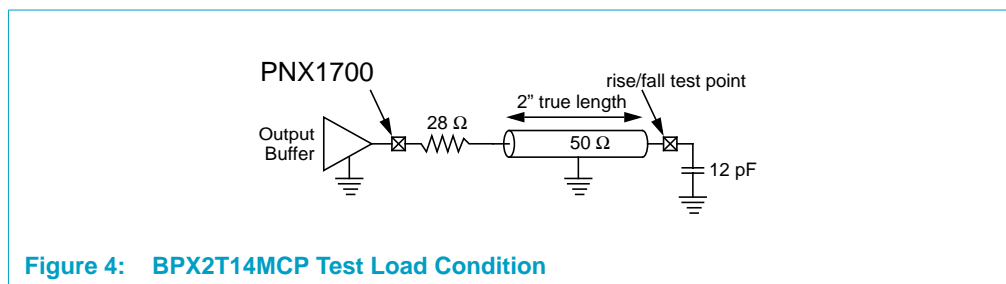 PNX1700
rise/fall test point
2” true length
28 Ω
Output
Buffer
50 Ω
12 pF
Figure 4: BPX2T14MCP Test Load Condition